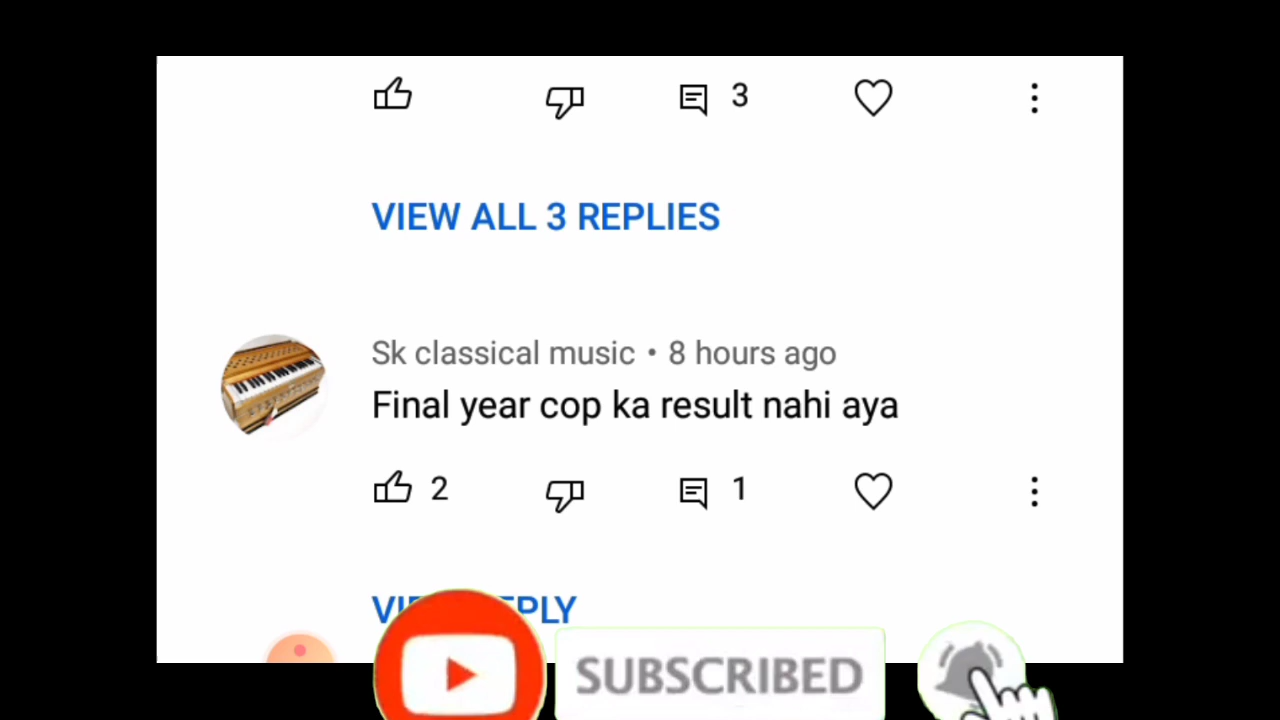 3
VIEW ALL 3 REPLIES
Sk classical music • 8 hours ago
Final year cop ka result nahi aya
2 1
SUBSCRIBED